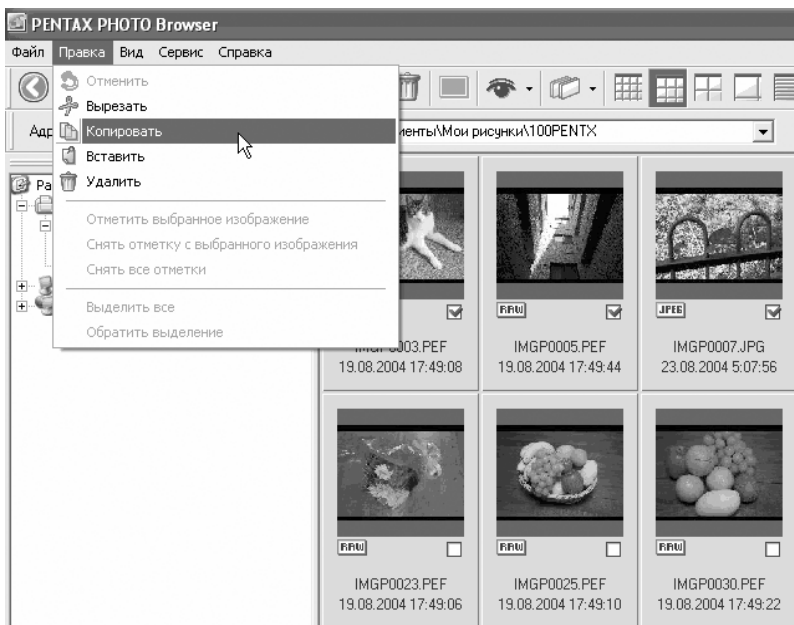 PENTAX PHOTO Browser
Файл Правка Вид Сервис Справка
Отменить
Вырезать
Копировать
Вставить
Удалить
Отметить выбранное изображение
Снять отметку с выбранного изображения
Снять все отметки
Выделить все
Обратить выделение
Адр
менты\Мои рисунки\100PENTX
Ра
RAW JPEG
IMGP0003.PEF IMGP0005.PEF IMGP0007.JPG
19.08.2004 17:49:08 19.08.2004 17:49:44 23.08.2004 5:07:56
RAW RAW RAW
IMGP0023.PEF IMGP0025.PEF IMGP0030.PEF
19.08.2004 17:49:06 19.08.2004 17:49:10 19.08.2004 17:49:22